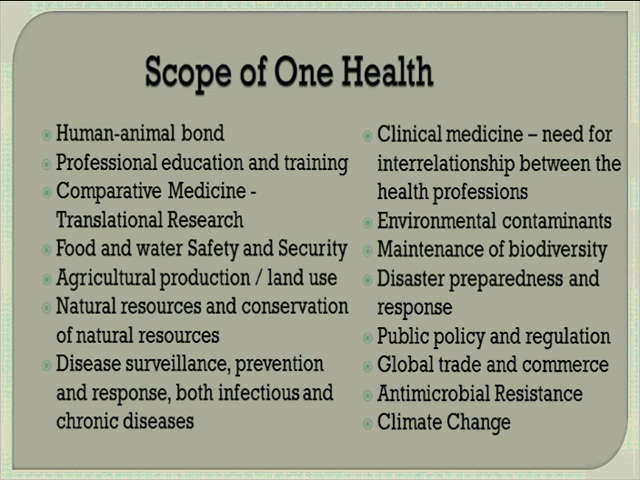 Scope of One Health
Human-animal bond
Professional education and training
Comparative Medicine -
Translational Research
Food and water Safety and Security
Agricultural production / land use
Natural resources and conservation
of natural resources
Disease surveillance, prevention
and response, both infectious and
chronic diseases
Clinical medicine – need for
interrelationship between the
health professions
Environmental contaminants
Maintenance of biodiversity
Disaster preparedness and
response
Public policy and regulation
Global trade and commerce
Antimicrobial Resistance
Climate Change